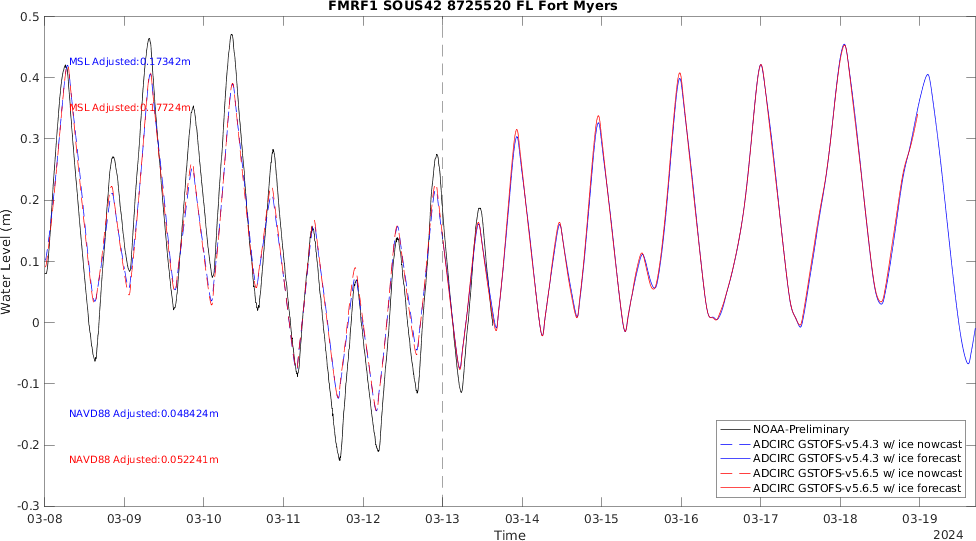 FMRF1 SOUS42 8725520 FL Fort Myers
0.5
0.4
0.3
0.2
0.1
0
-0.1
-0.2
-0.3
Water Level (m)
MSL Adjusted:0.17342m
MSL Adjusted:0.17724m
NAVD88 Adjusted:0.048424m
NAVD88 Adjusted:0.052241m
NOAA-Preliminary
ADCIRC GSTOFS-v5.4.3 w/ ice nowcast
ADCIRC GSTOFS-v5.4.3 w/ ice forecast
ADCIRC GSTOFS-v5.6.5 w/ ice nowcast
ADCIRC GSTOFS-v5.6.5 w/ ice forecast
03-08 03-09 03-10 03-11 03-12 03-13 03-14 03-15 03-16 03-17 03-18 03-19
2024
Time